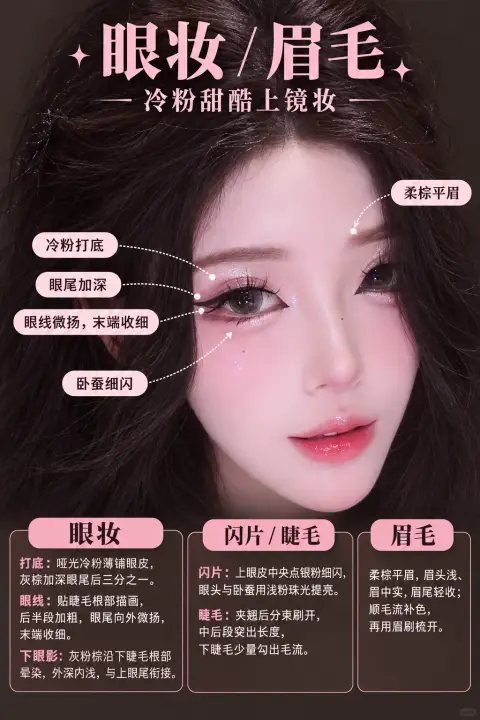 眼妆/眉毛
冷粉甜酷上镜妆
柔棕平眉
冷粉打底
眼尾加深
眼线微扬，末端收细
卧蚕细闪
眼妆
打底：哑光冷粉薄铺眼皮，
灰棕加深眼尾后三分之一。
眼线：贴睫毛根部描画，
后半段加粗，眼尾向外微扬，
末端收细。
下眼影：灰粉棕沿下睫毛根部
晕染，外深内浅，与上眼尾衔接。
闪片/睫毛
闪片：上眼皮中央点银粉细闪，
眼头与卧蚕用浅粉珠光提亮。
睫毛：夹翘后分束刷开，
中后段突出长度，
下睫毛少量勾出毛流。
眉毛
柔棕平眉，眉头浅、
眉中实，眉尾轻收；
顺毛流补色，
再用眉刷梳开。